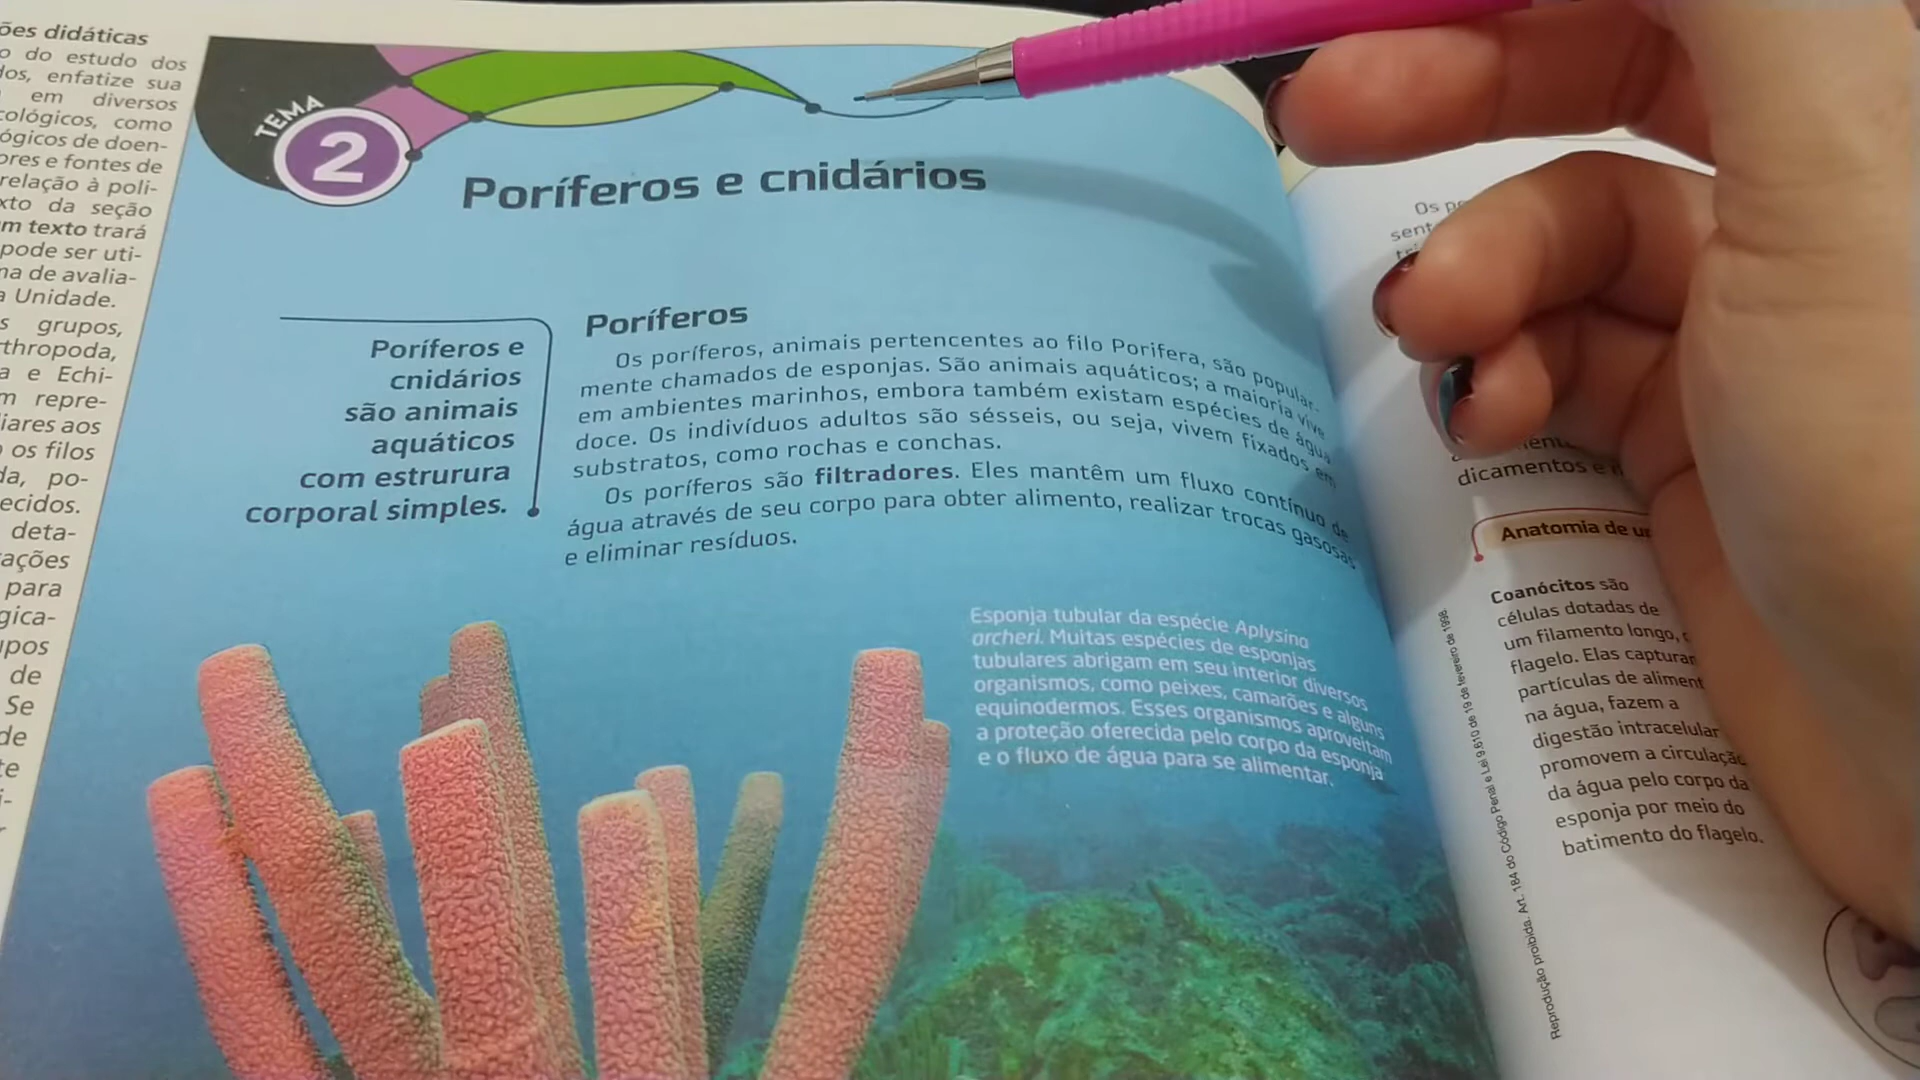 ões didáticas
o do estudo dos
dos, enfatize sua
em diversos
cológicos, como
ógicos de doen-
ores e fontes de
relação à poli-
xto da seção
m texto trará
pode ser uti-
ma de avalia-
a Unidade.
s grupos,
rthropoda,
a e Echi-
m repre-
liares aos
o os filos
da, po-
ecidos.
deta-
rações
para
gica-
upos
de
Se
de
te
i-
r
TEMA
2
Poríferos e cnidários
Poríferos e
cnidários
são animais
aquáticos
com estrurura
corporal simples.
Poríferos
Os poríferos, animais pertencentes ao filo Porifera, são popular-
mente chamados de esponjas. São animais aquáticos; a maioria vive
em ambientes marinhos, embora também existam espécies de água
doce. Os indivíduos adultos são sésseis, ou seja, vivem fixados em
substratos, como rochas e conchas.
Os poríferos são filtradores. Eles mantêm um fluxo contínuo de
água através de seu corpo para obter alimento, realizar trocas gasosas
e eliminar resíduos.
Esponja tubular da espécie Aplysina
archeri. Muitas espécies de esponjas
tubulares abrigam em seu interior diversos
organismos, como peixes, camarões e alguns
equinodermos. Esses organismos aproveitam
a proteção oferecida pelo corpo da esponja
e o fluxo de água para se alimentar.
Reprodução proibida. Art. 184 do Código Penal e Lei 9.610 de 19 de fevereiro de 1998.
Os
sent
dicamentos e
Anatomia de
Coanócitos são
células dotadas de
um filamento longo,
flagelo. Elas capturam
partículas de aliment
na água, fazem a
digestão intracelular
promovem a circulaçã
da água pelo corpo da
esponja por meio do
batimento do flagelo.